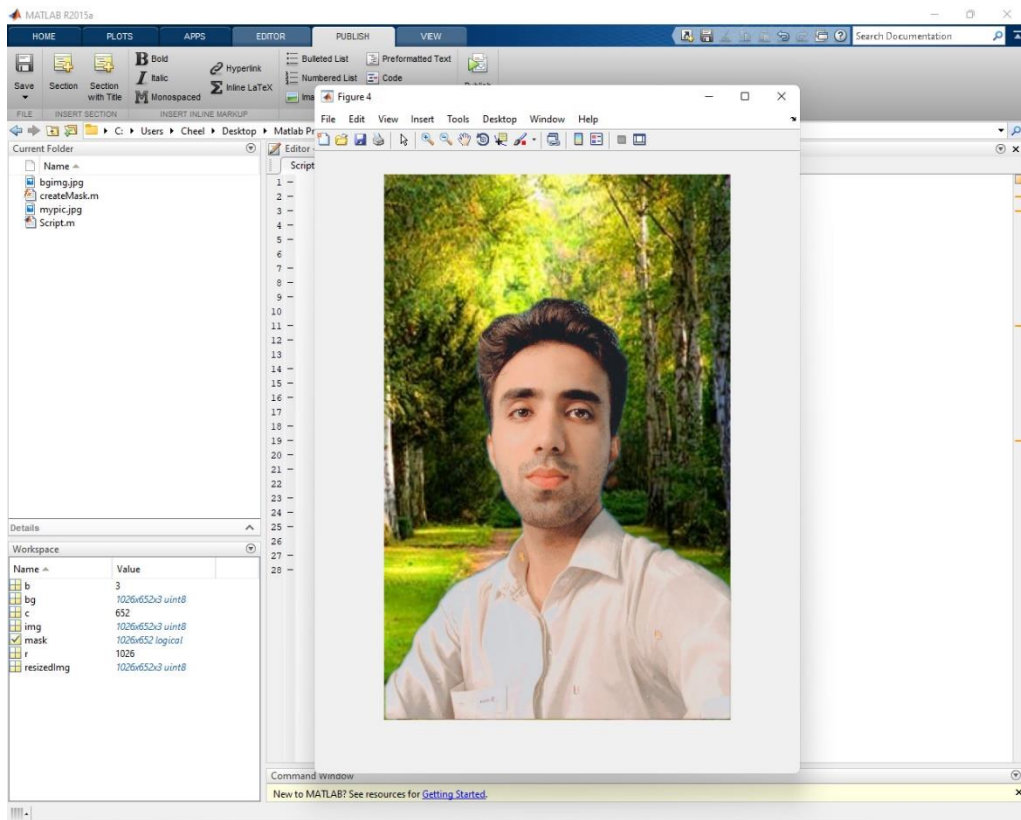 MATLAB R2015a
HOME PLOTS APPS EDITOR PUBLISH VIEW
Search Documentation
Save
Section
Section with Title
B Bold
I Italic
M Monospaced
Hyperlink
Σ Inline LaTeX
Bulleted List
Numbered List
Preformatted Text
Code
FILE INSERT SECTION INSERT INLINE MARKUP
C: Users Cheel Desktop Matlab Pr
Current Folder
Name
bgimg.jpg
createMask.m
mypic.jpg
Script.m
Details
Workspace
Name Value
b 3
bg 1026x652x3 uint8
c 652
img 1026x652x3 uint8
mask 1026x652 logical
r 1026
resizedImg 1026x652x3 uint8
Editor
Script
1
2
3
4
5
6
7
8
9
10
11
12
13
14
15
16
17
18
19
20
21
22
23
24
25
26
27
28
Figure 4
File Edit View Insert Tools Desktop Window Help
Command Window
New to MATLAB? See resources for Getting Started.